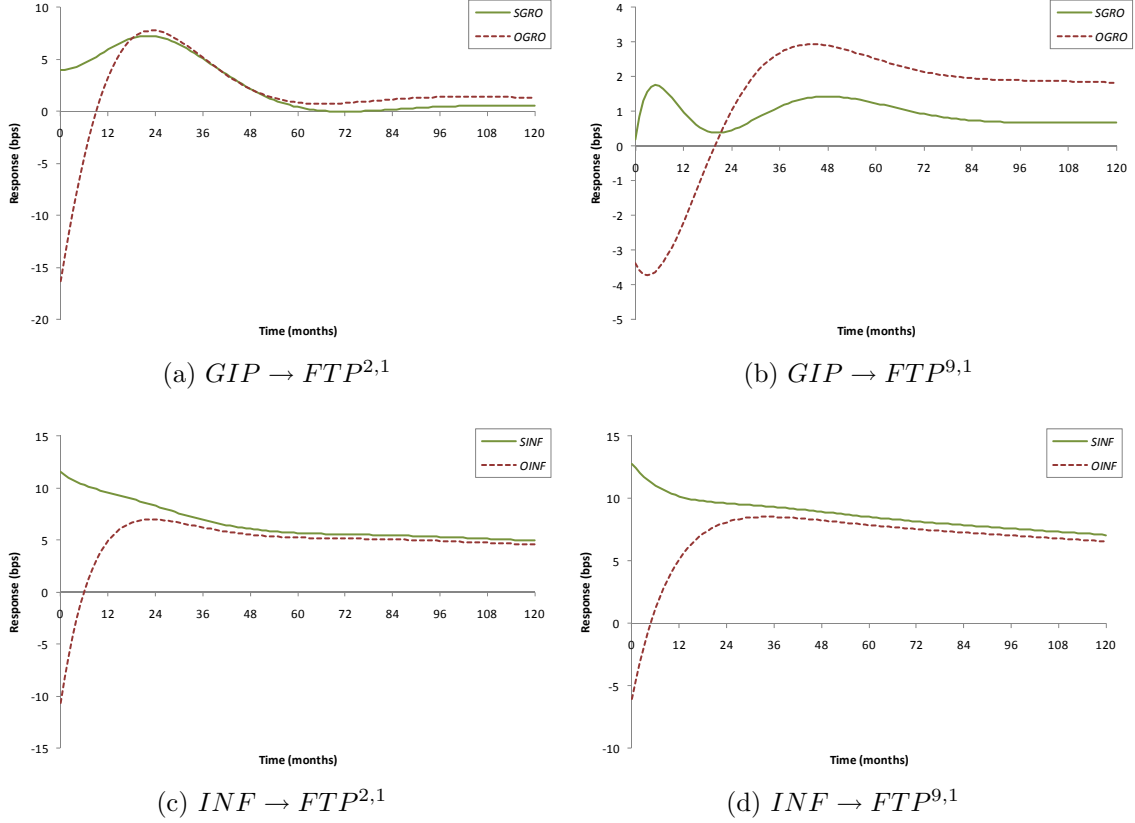 10
5
0
-5
-10
-15
-20
0 12 24 36 48 60 72 84 96 108 120
Response (bps)
Time (months)
SGRO
OGRO
(a) GIP → FTP^{2,1}
4
3
2
1
0
-1
-2
-3
-4
-5
0 12 24 36 48 60 72 84 96 108 120
Response (bps)
Time (months)
SGRO
OGRO
(b) GIP → FTP^{9,1}
15
10
5
0
-5
-10
-15
0 12 24 36 48 60 72 84 96 108 120
Response (bps)
Time (months)
SINF
OINF
(c) INF → FTP^{2,1}
15
10
5
0
-5
-10
0 12 24 36 48 60 72 84 96 108 120
Response (bps)
Time (months)
SINF
OINF
(d) INF → FTP^{9,1}